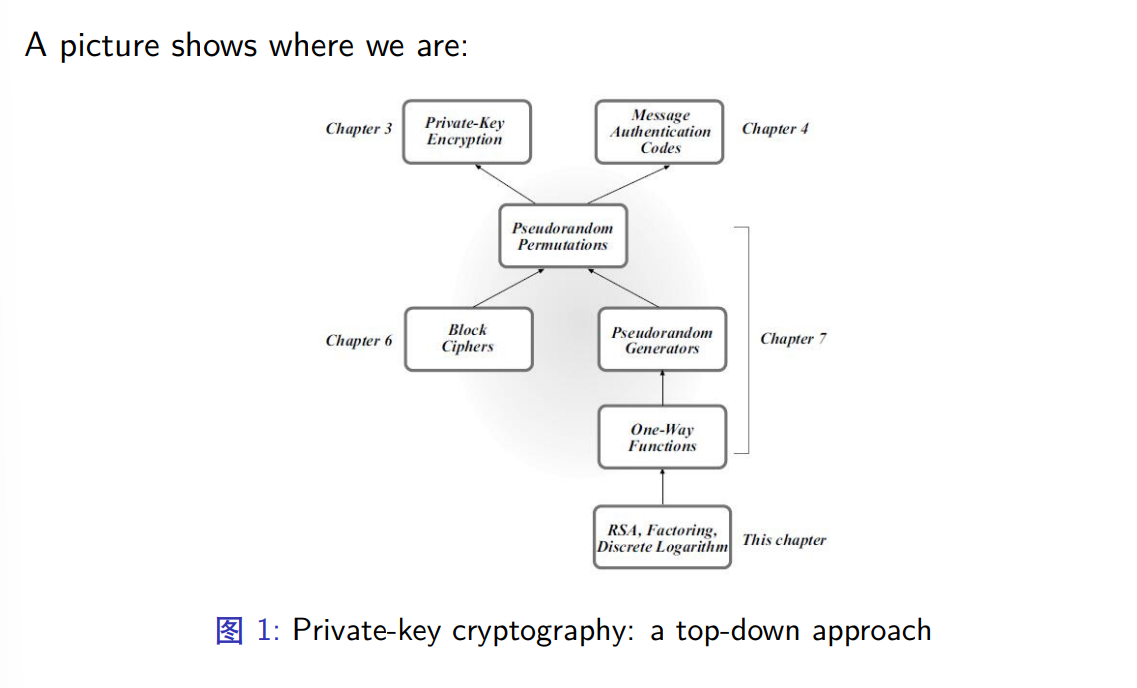 A picture shows where we are:
Chapter 3
Private-Key
Encryption
Message
Authentication
Codes
Chapter 4
Pseudorandom
Permutations
Chapter 6
Block
Ciphers
Pseudorandom
Generators
Chapter 7
One-Way
Functions
RSA, Factoring,
Discrete Logarithm
This chapter
图 1: Private-key cryptography: a top-down approach